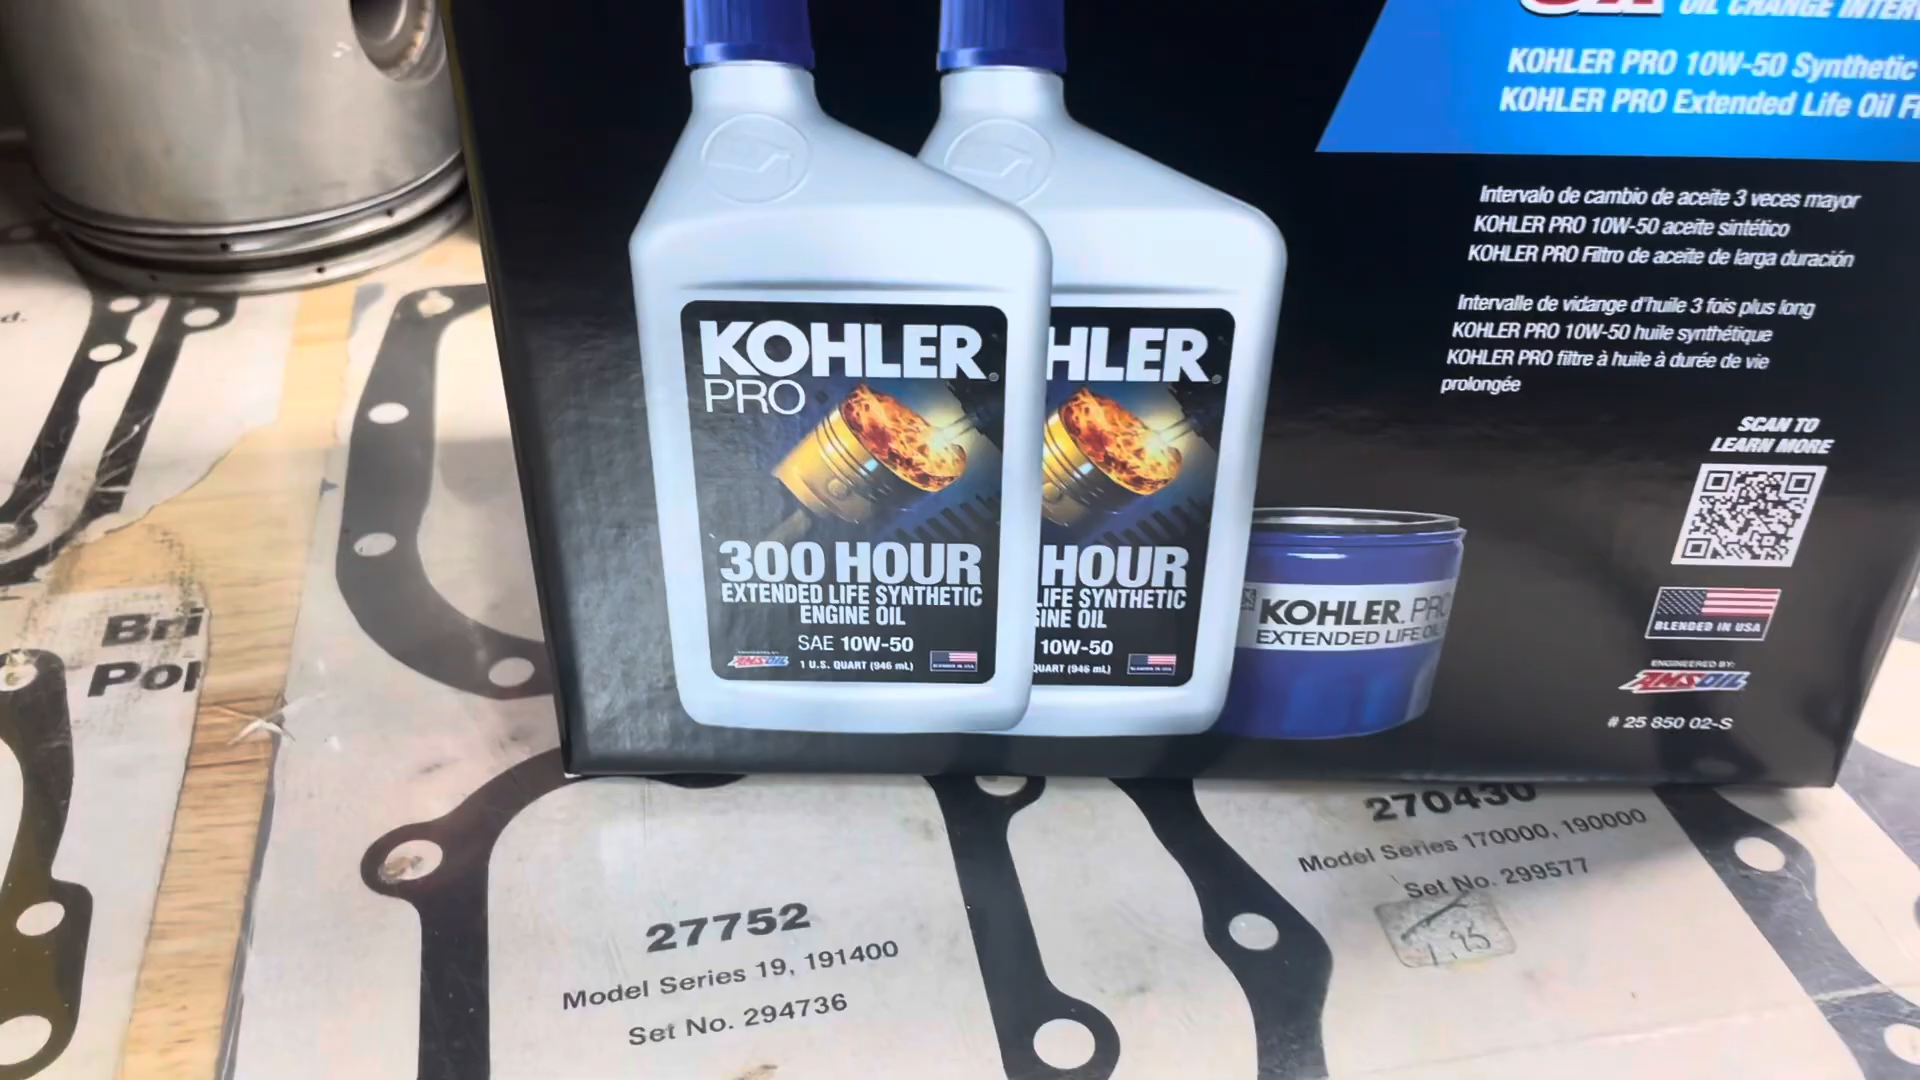 OIL CHANGE
KOHLER PRO 10W-50 Synthetic
KOHLER PRO Extended Life Oil
Intervalo de cambio de aceite 3 veces mayor
KOHLER PRO 10W-50 aceite sintético
KOHLER PRO Filtro de aceite de larga duración
Intervalle de vidange d'huile 3 fois plus long
KOHLER PRO 10W-50 huile synthétique
KOHLER PRO filtre à huile à durée de vie
prolongée
SCAN TO
LEARN MORE
BLENDED IN USA
ENGINEERED BY:
AMSOIL
# 25 850 02-S
KOHLER
PRO
300 HOUR
EXTENDED LIFE SYNTHETIC
ENGINE OIL
SAE 10W-50
AMSOIL
1 U.S. QUART (946 mL)
HLER
HOUR
LIFE SYNTHETIC
OIL
10W-50
QUART (946 mL)
KOHLER. PRO
EXTENDED LIFE OIL
Bri
Pol
d.
27752
Model Series 19, 191400
Set No. 294736
270430
Model Series 170000, 190000
Set No. 299577
1.95